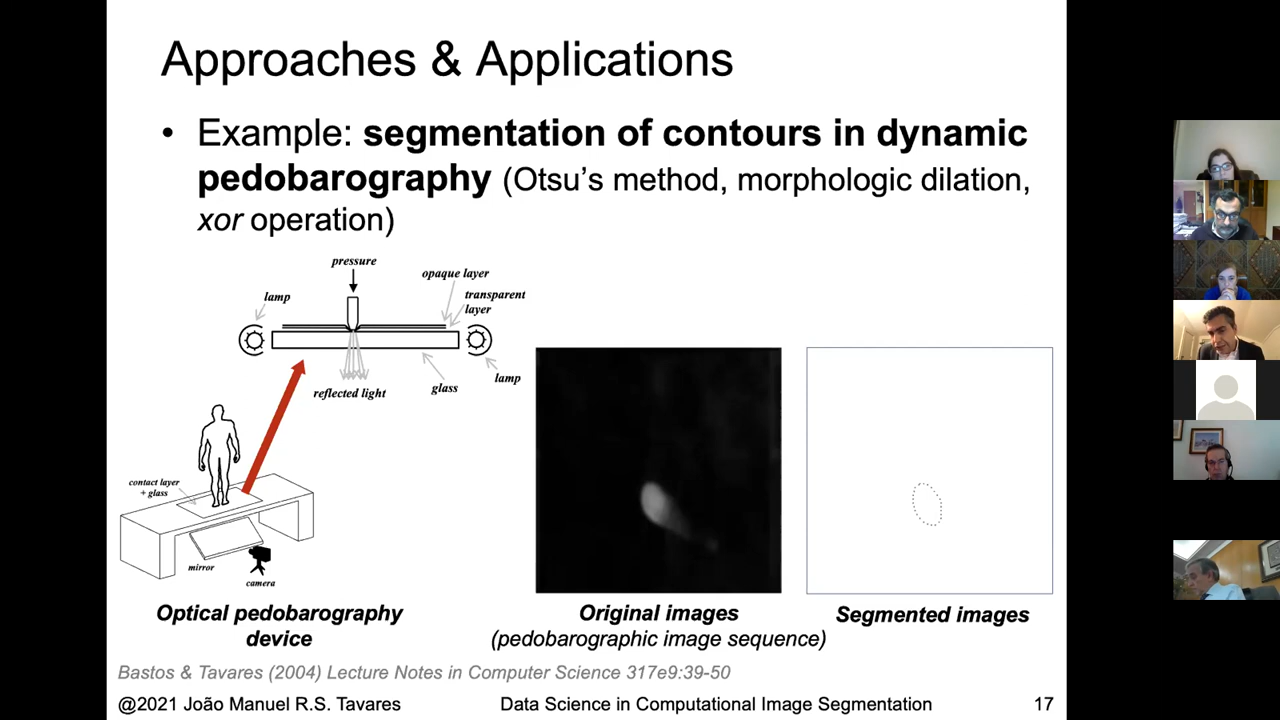 Approaches & Applications
• Example: segmentation of contours in dynamic
pedobarography (Otsu's method, morphologic dilation,
xor operation)
pressure
opaque layer
lamp
transparent
layer
lamp
reflected light
glass
contact layer
+ glass
mirror
camera
Optical pedobarography
device
Original images
(pedobarographic image sequence)
Segmented images
Bastos & Tavares (2004) Lecture Notes in Computer Science 317e9:39-50
@2021 João Manuel R.S. Tavares
Data Science in Computational Image Segmentation
17